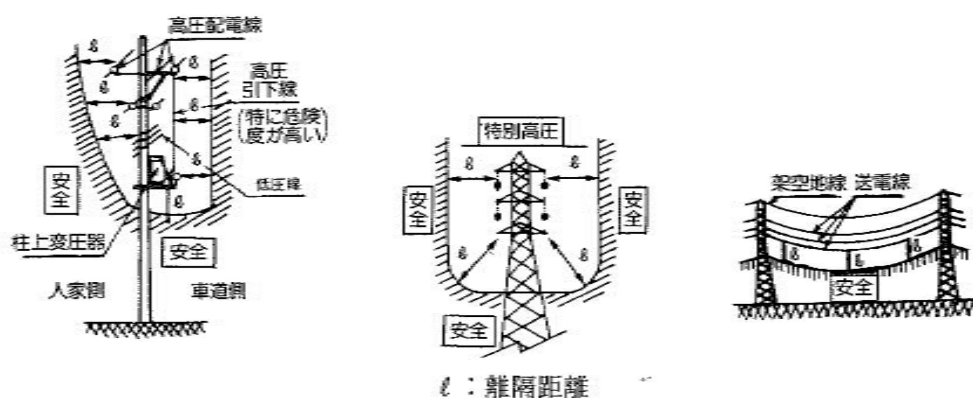 高圧配電線
ℓ
ℓ
高圧
引下線
ℓ
ℓ
(特に危険
度が高い)
ℓ
ℓ
低圧線
ℓ
安全
柱上変圧器
安全
人家側
車道側
特別高圧
ℓ
ℓ
安全
安全
ℓ
ℓ
安全
架空地線 送電線
ℓ
ℓ
ℓ
安全
ℓ:離隔距離